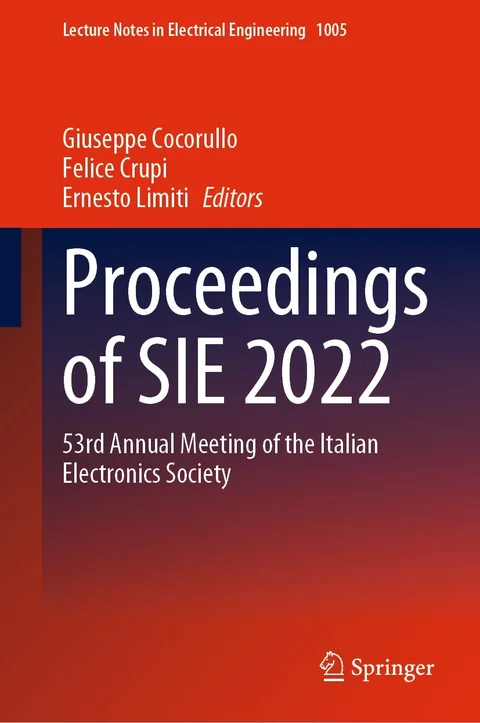 Lecture Notes in Electrical Engineering 1005
Giuseppe Cocorullo
Felice Crupi
Ernesto Limiti Editors
Proceedings
of SIE 2022
53rd Annual Meeting of the Italian
Electronics Society
Springer